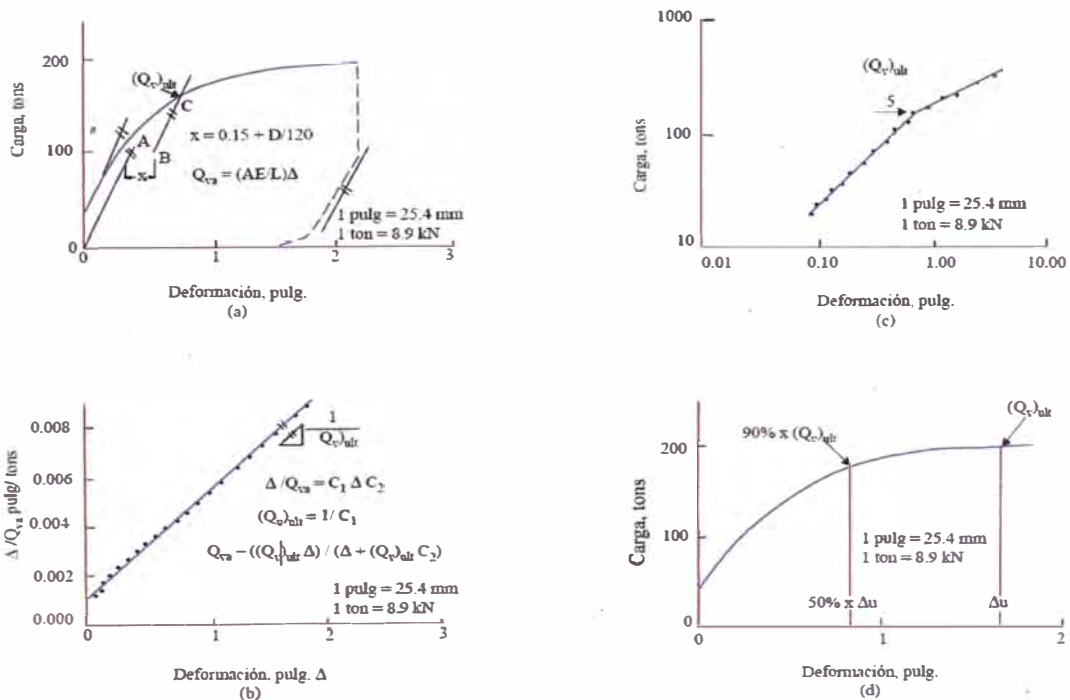 200
100
0
0
1
2
3
Carga, tons
(Q_v)_ult
C
A
B
x
x = 0.15 + D/120
Q_va = (AE/L)Δ
1 pulg = 25.4 mm
1 ton = 8.9 kN
Deformación, pulg.
(a)
1000
100
10
0.01
0.10
1.00
10.00
Carga, tons
(Q_v)_ult
5
1 pulg = 25.4 mm
1 ton = 8.9 kN
Deformación, pulg.
(c)
0.008
0.006
0.004
0.002
0.000
0
1
2
3
Δ/Q_va pulg/ tons
1
Q_v)_ult
Δ/Q_va = C_1 Δ C_2
(Q_v)_ult = 1/ C_1
Q_va – ((Q_v)_ult Δ) / (Δ + (Q_v)_ult C_2)
1 pulg = 25.4 mm
1 ton = 8.9 kN
Deformación, pulg. Δ
(b)
200
100
0
0
1
2
Carga, tons
90% x (Q_v)_ult
(Q_v)_ult
1 pulg = 25.4 mm
1 ton = 8.9 kN
50% x Δu
Δu
Deformación, pulg.
(d)